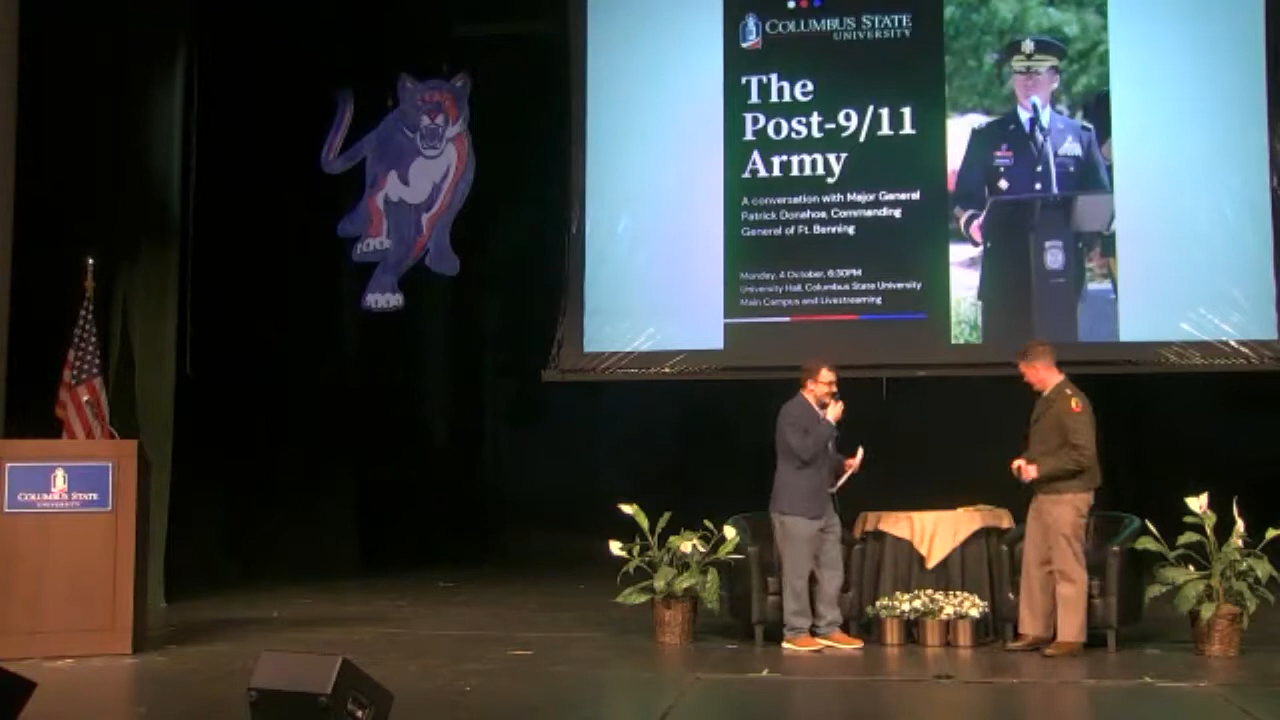 COLUMBUS STATE
UNIVERSITY
The
Post-9/11
Army
A conversation with Major General
Patrick Donahoe, Commanding
General of Ft. Benning
Monday, 4 October, 6:30PM
University Hall, Columbus State University
Main Campus and Livestreaming
COLUMBUS STATE
UNIVERSITY